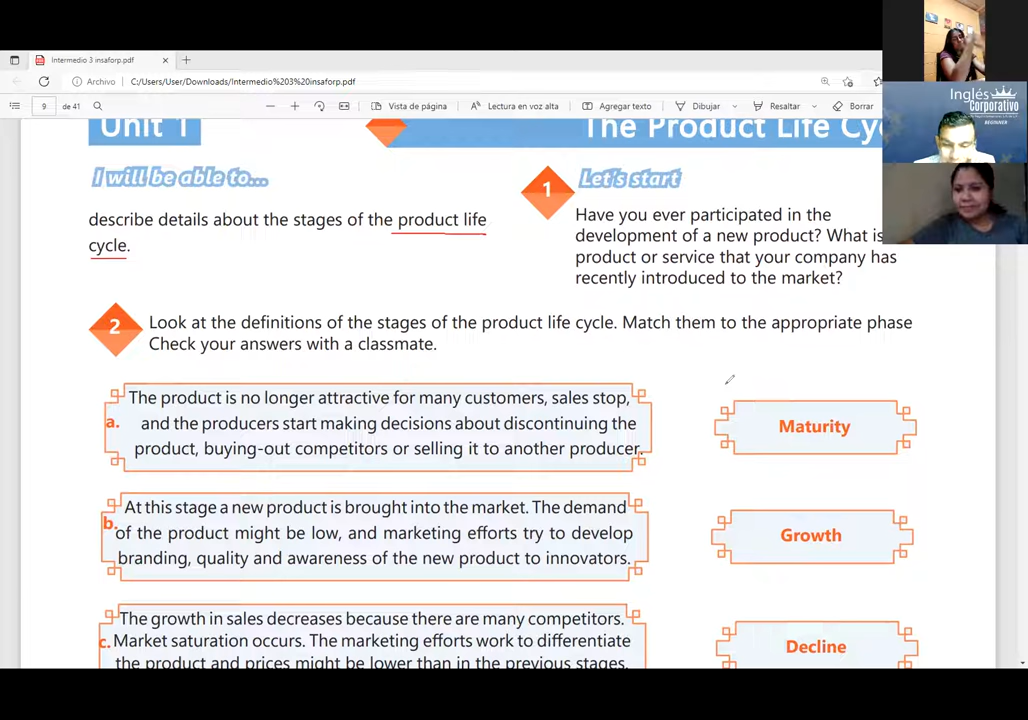 Intermedio 3 insaforp.pdf
Archivo
C:/Users/User/Downloads/Intermedio%203%20insaforp.pdf
9 de 41
Vista de página
Lectura en voz alta
Agregar texto
Dibujar
Resaltar
Borrar
Inglés
Corporativo
BEGINNER
Unit 1
The Product Life Cy
I will be able to...
describe details about the stages of the product life
cycle.
1
Let's start
Have you ever participated in the
development of a new product? What is
product or service that your company has
recently introduced to the market?
2
Look at the definitions of the stages of the product life cycle. Match them to the appropriate phase
Check your answers with a classmate.
a.
The product is no longer attractive for many customers, sales stop,
and the producers start making decisions about discontinuing the
product, buying-out competitors or selling it to another producer.
Maturity
b.
At this stage a new product is brought into the market. The demand
of the product might be low, and marketing efforts try to develop
branding, quality and awareness of the new product to innovators.
Growth
c.
The growth in sales decreases because there are many competitors.
Market saturation occurs. The marketing efforts work to differentiate
the product and prices might be lower than in the previous stages.
Decline